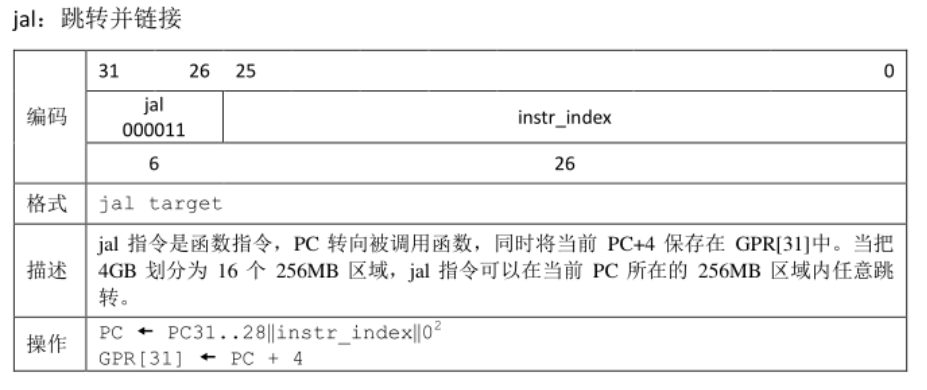 jal：跳转并链接
编码
31 26 25 0
jal
000011
instr_index
6 26
格式
jal target
描述
jal 指令是函数指令，PC 转向被调用函数，同时将当前 PC+4 保存在 GPR[31]中。当把
4GB 划分为 16 个 256MB 区域，jal 指令可以在当前 PC 所在的 256MB 区域内任意跳
转。
操作
PC ← PC31..28‖instr_index‖0²
GPR[31] ← PC + 4